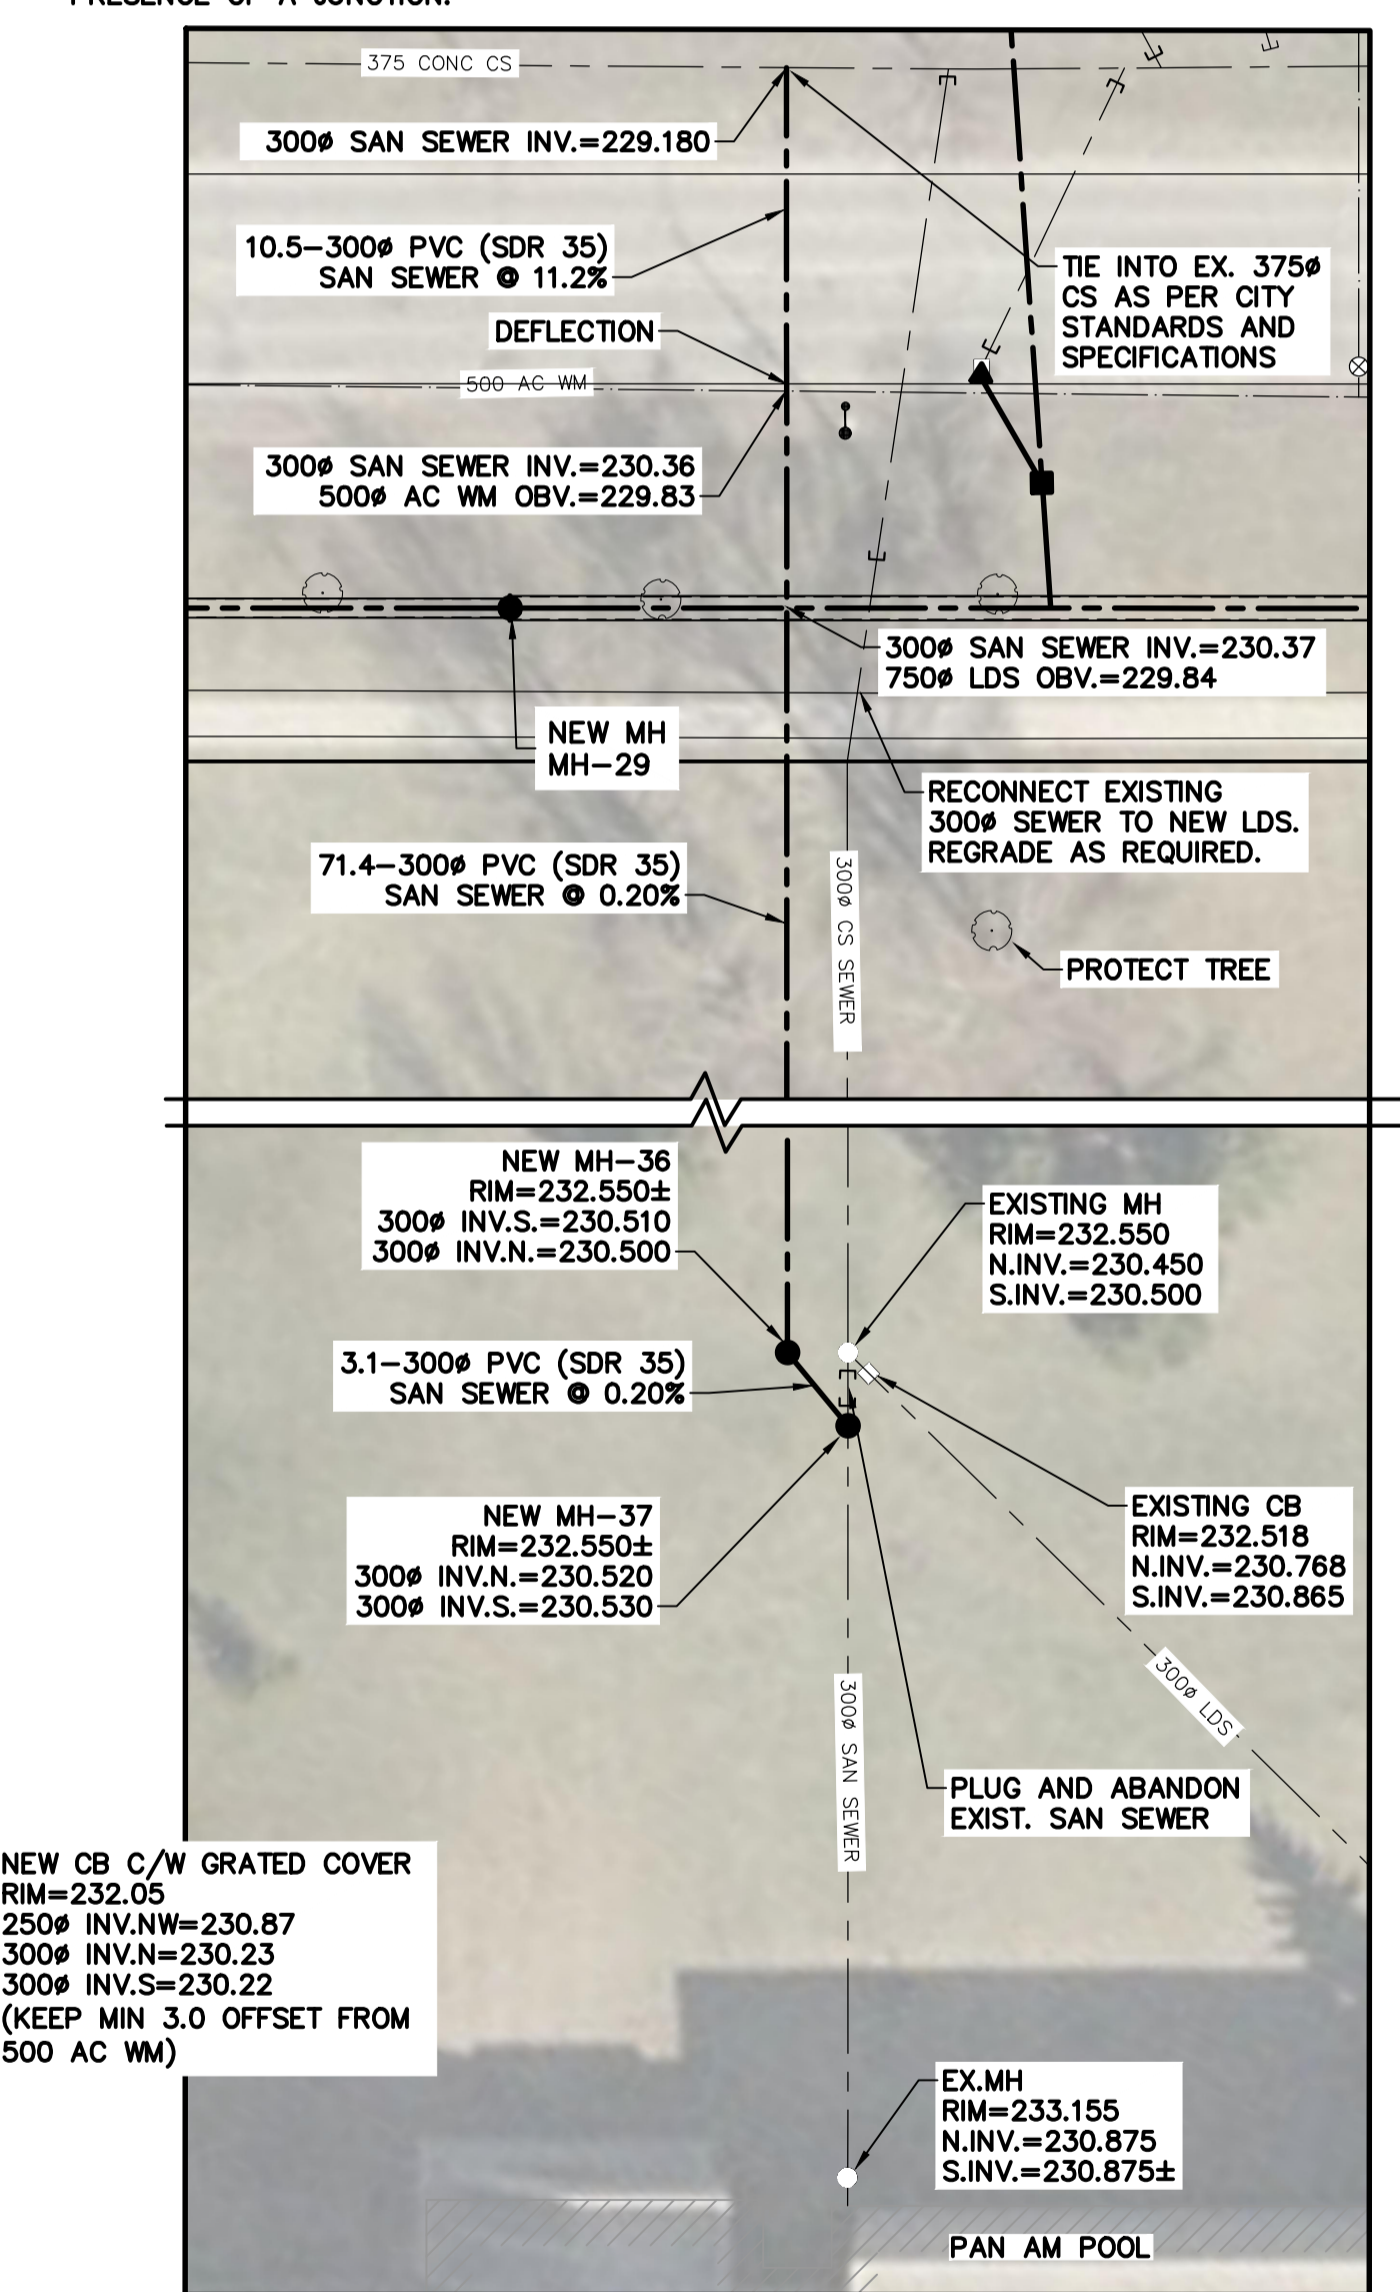 PRESENCE OF A JUNCTION.
375 CONC CS
300ø SAN SEWER INV.=229.180
10.5–300ø PVC (SDR 35)
SAN SEWER @ 11.2%
TIE INTO EX. 375ø
CS AS PER CITY
STANDARDS AND
SPECIFICATIONS
DEFLECTION
500 AC WM
300ø SAN SEWER INV.=230.36
500ø AC WM OBV.=229.83
300ø SAN SEWER INV.=230.37
750ø LDS OBV.=229.84
NEW MH
MH–29
RECONNECT EXISTING
300ø SEWER TO NEW LDS.
REGRADE AS REQUIRED.
71.4–300ø PVC (SDR 35)
SAN SEWER @ 0.20%
300ø CS SEWER
PROTECT TREE
NEW MH–36
RIM=232.550±
300ø INV.S.=230.510
300ø INV.N.=230.500
EXISTING MH
RIM=232.550
N.INV.=230.450
S.INV.=230.500
3.1–300ø PVC (SDR 35)
SAN SEWER @ 0.20%
NEW MH–37
RIM=232.550±
300ø INV.N.=230.520
300ø INV.S.=230.530
EXISTING CB
RIM=232.518
N.INV.=230.768
S.INV.=230.865
300ø LDS
300ø SAN SEWER
PLUG AND ABANDON
EXIST. SAN SEWER
NEW CB C/W GRATED COVER
RIM=232.05
250ø INV.NW=230.87
300ø INV.N=230.23
300ø INV.S=230.22
(KEEP MIN 3.0 OFFSET FROM
500 AC WM)
EX.MH
RIM=233.155
N.INV.=230.875
S.INV.=230.875±
PAN AM POOL